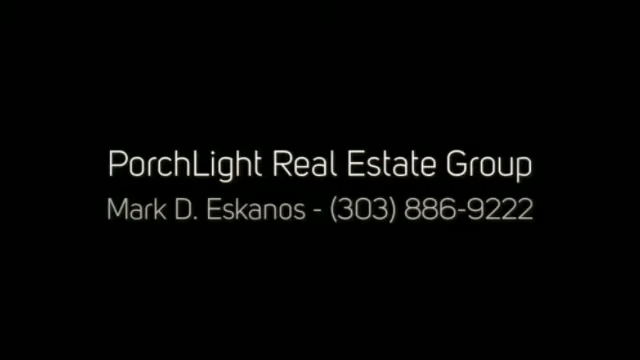 PorchLight Real Estate Group
Mark D. Eskanos - (303) 886-9222